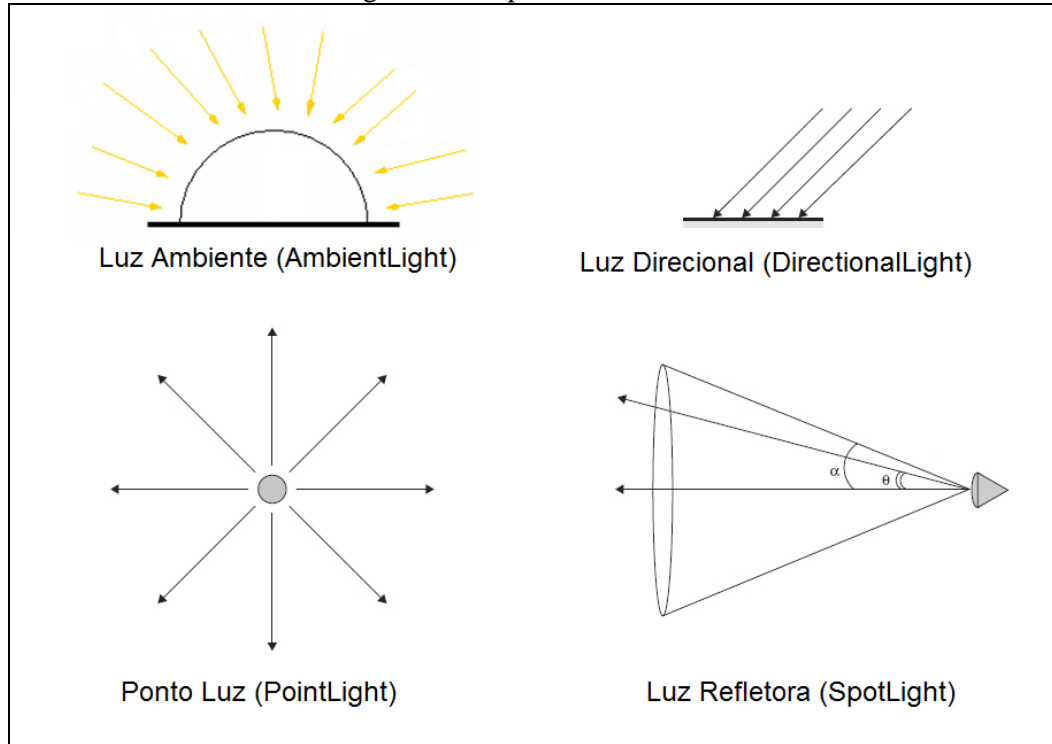 Luz Ambiente (AmbientLight)
Luz Direcional (DirectionalLight)
α
θ
Ponto Luz (PointLight)
Luz Refletora (SpotLight)